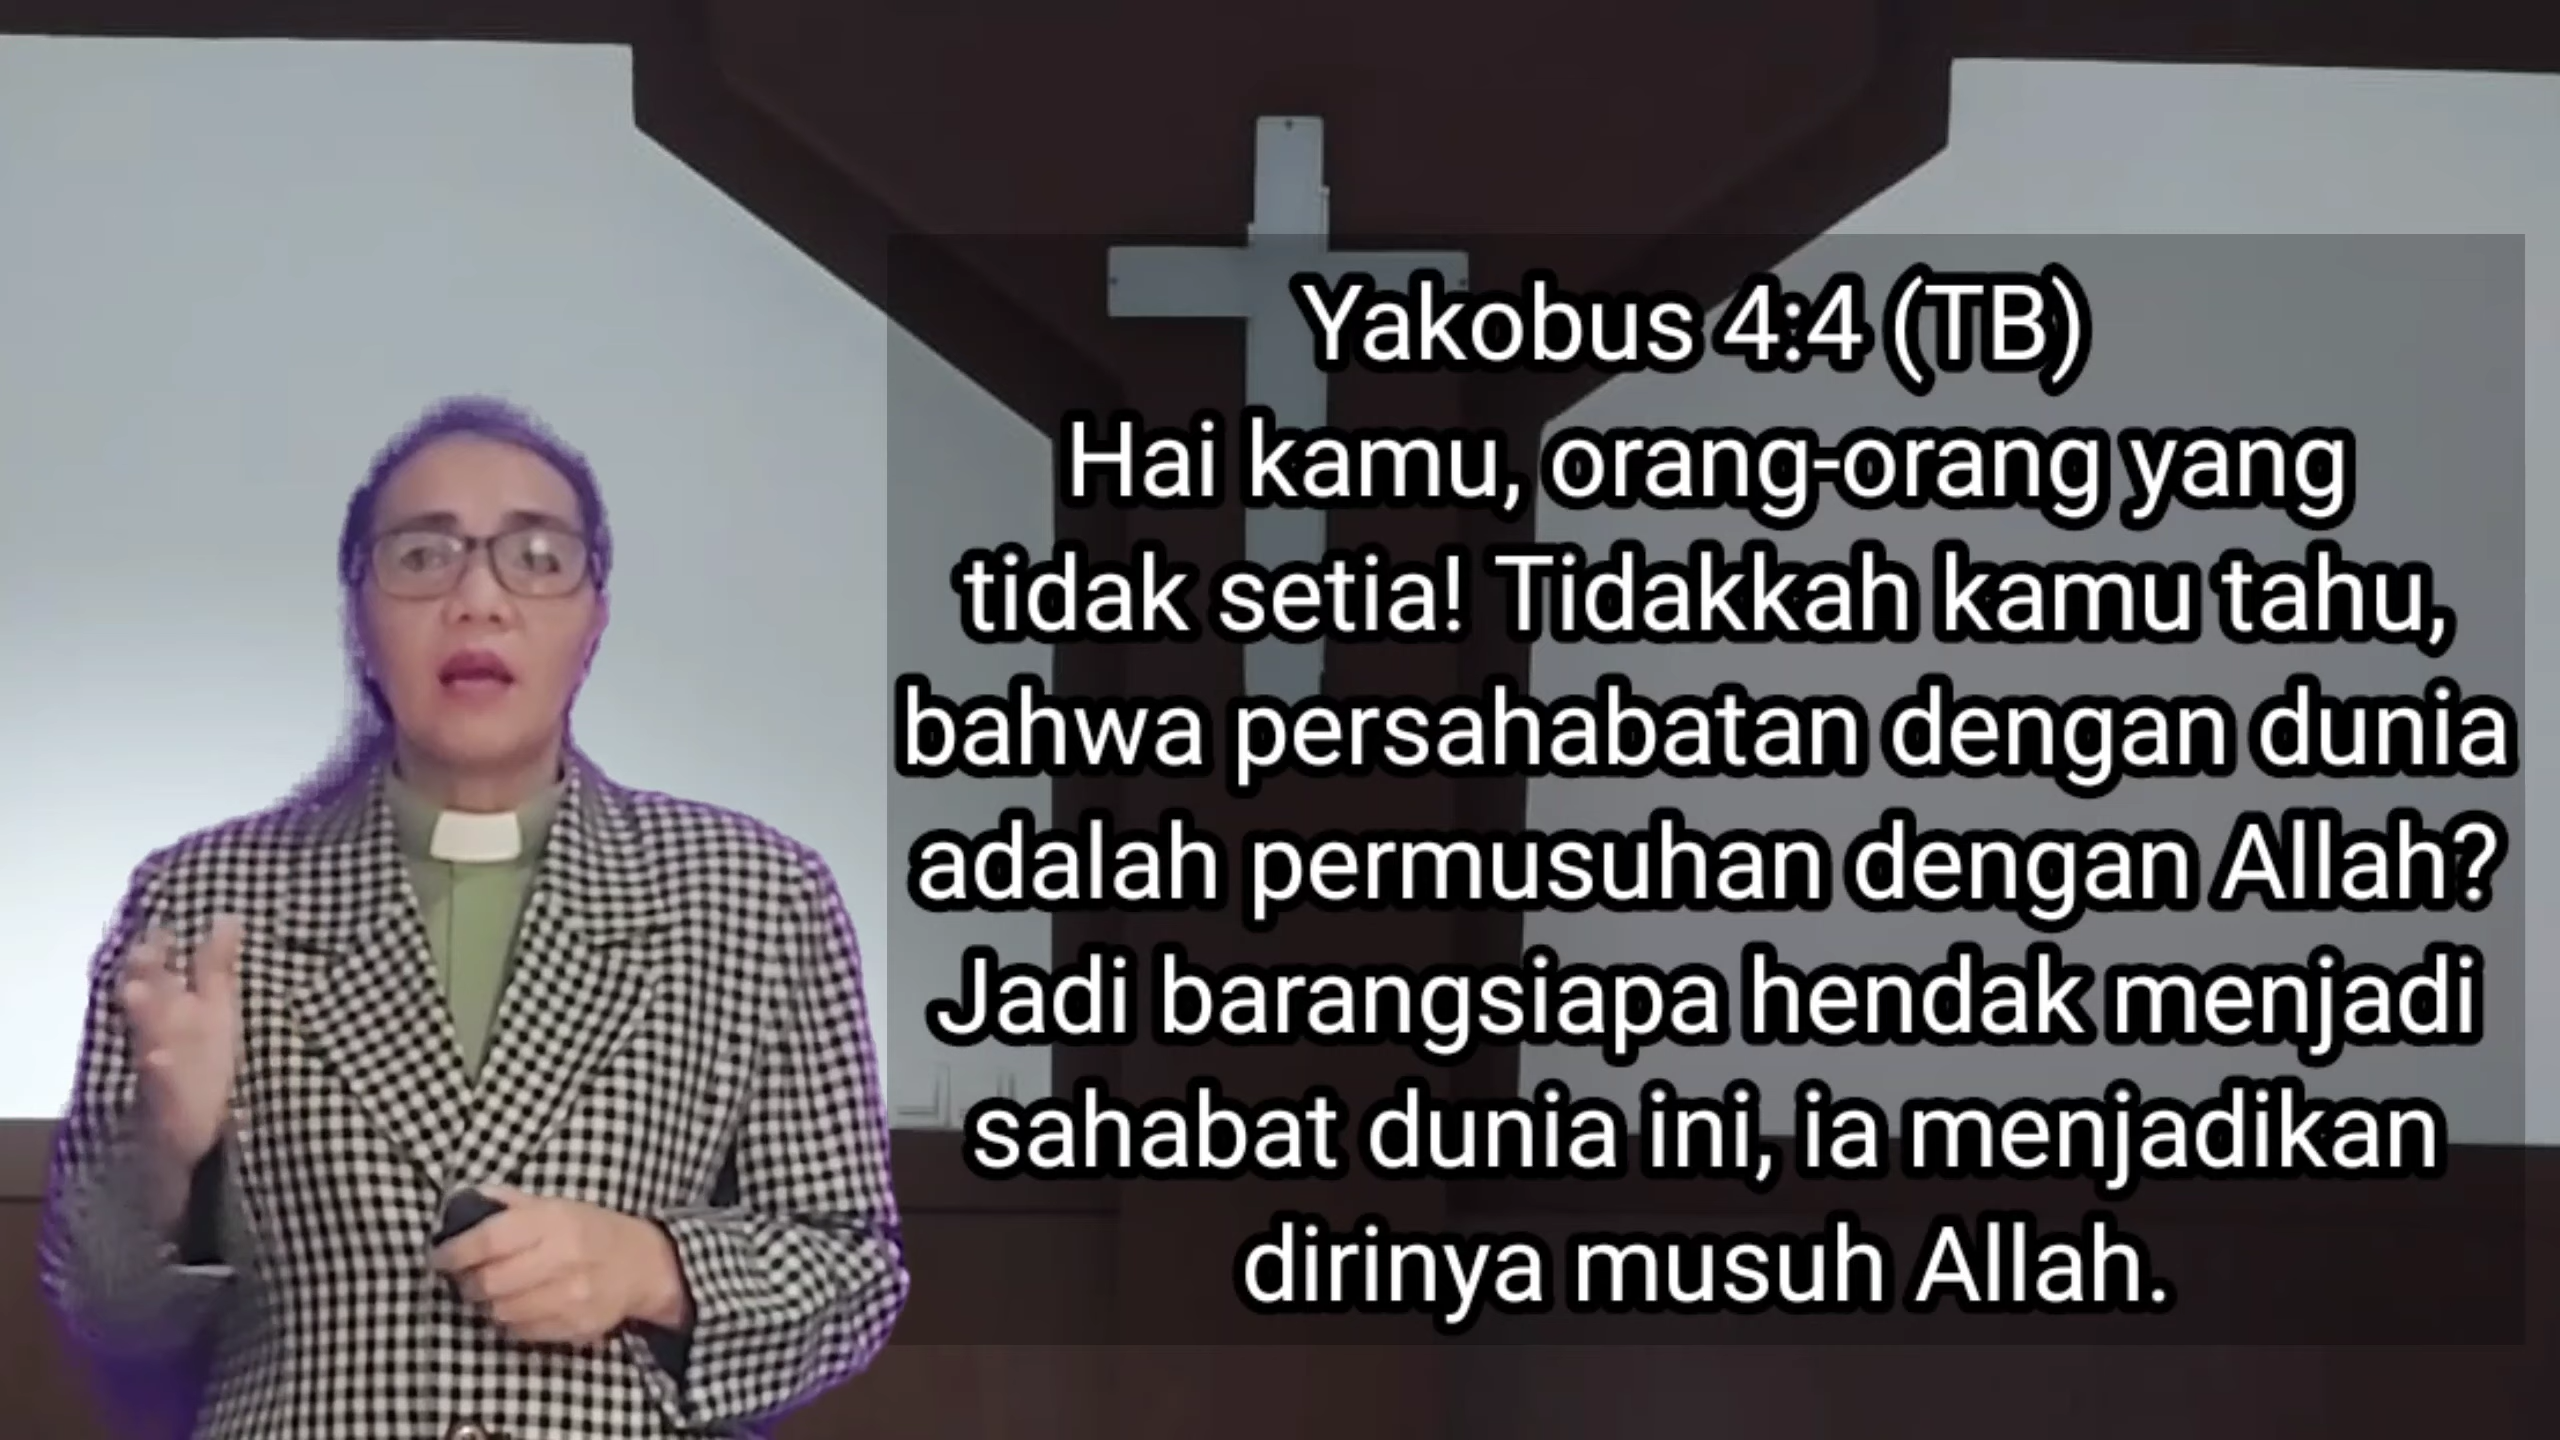 Yakobus 4:4 (TB)
Hai kamu, orang-orang yang
tidak setia! Tidakkah kamu tahu,
bahwa persahabatan dengan dunia
adalah permusuhan dengan Allah?
Jadi barangsiapa hendak menjadi
sahabat dunia ini, ia menjadikan
dirinya musuh Allah.